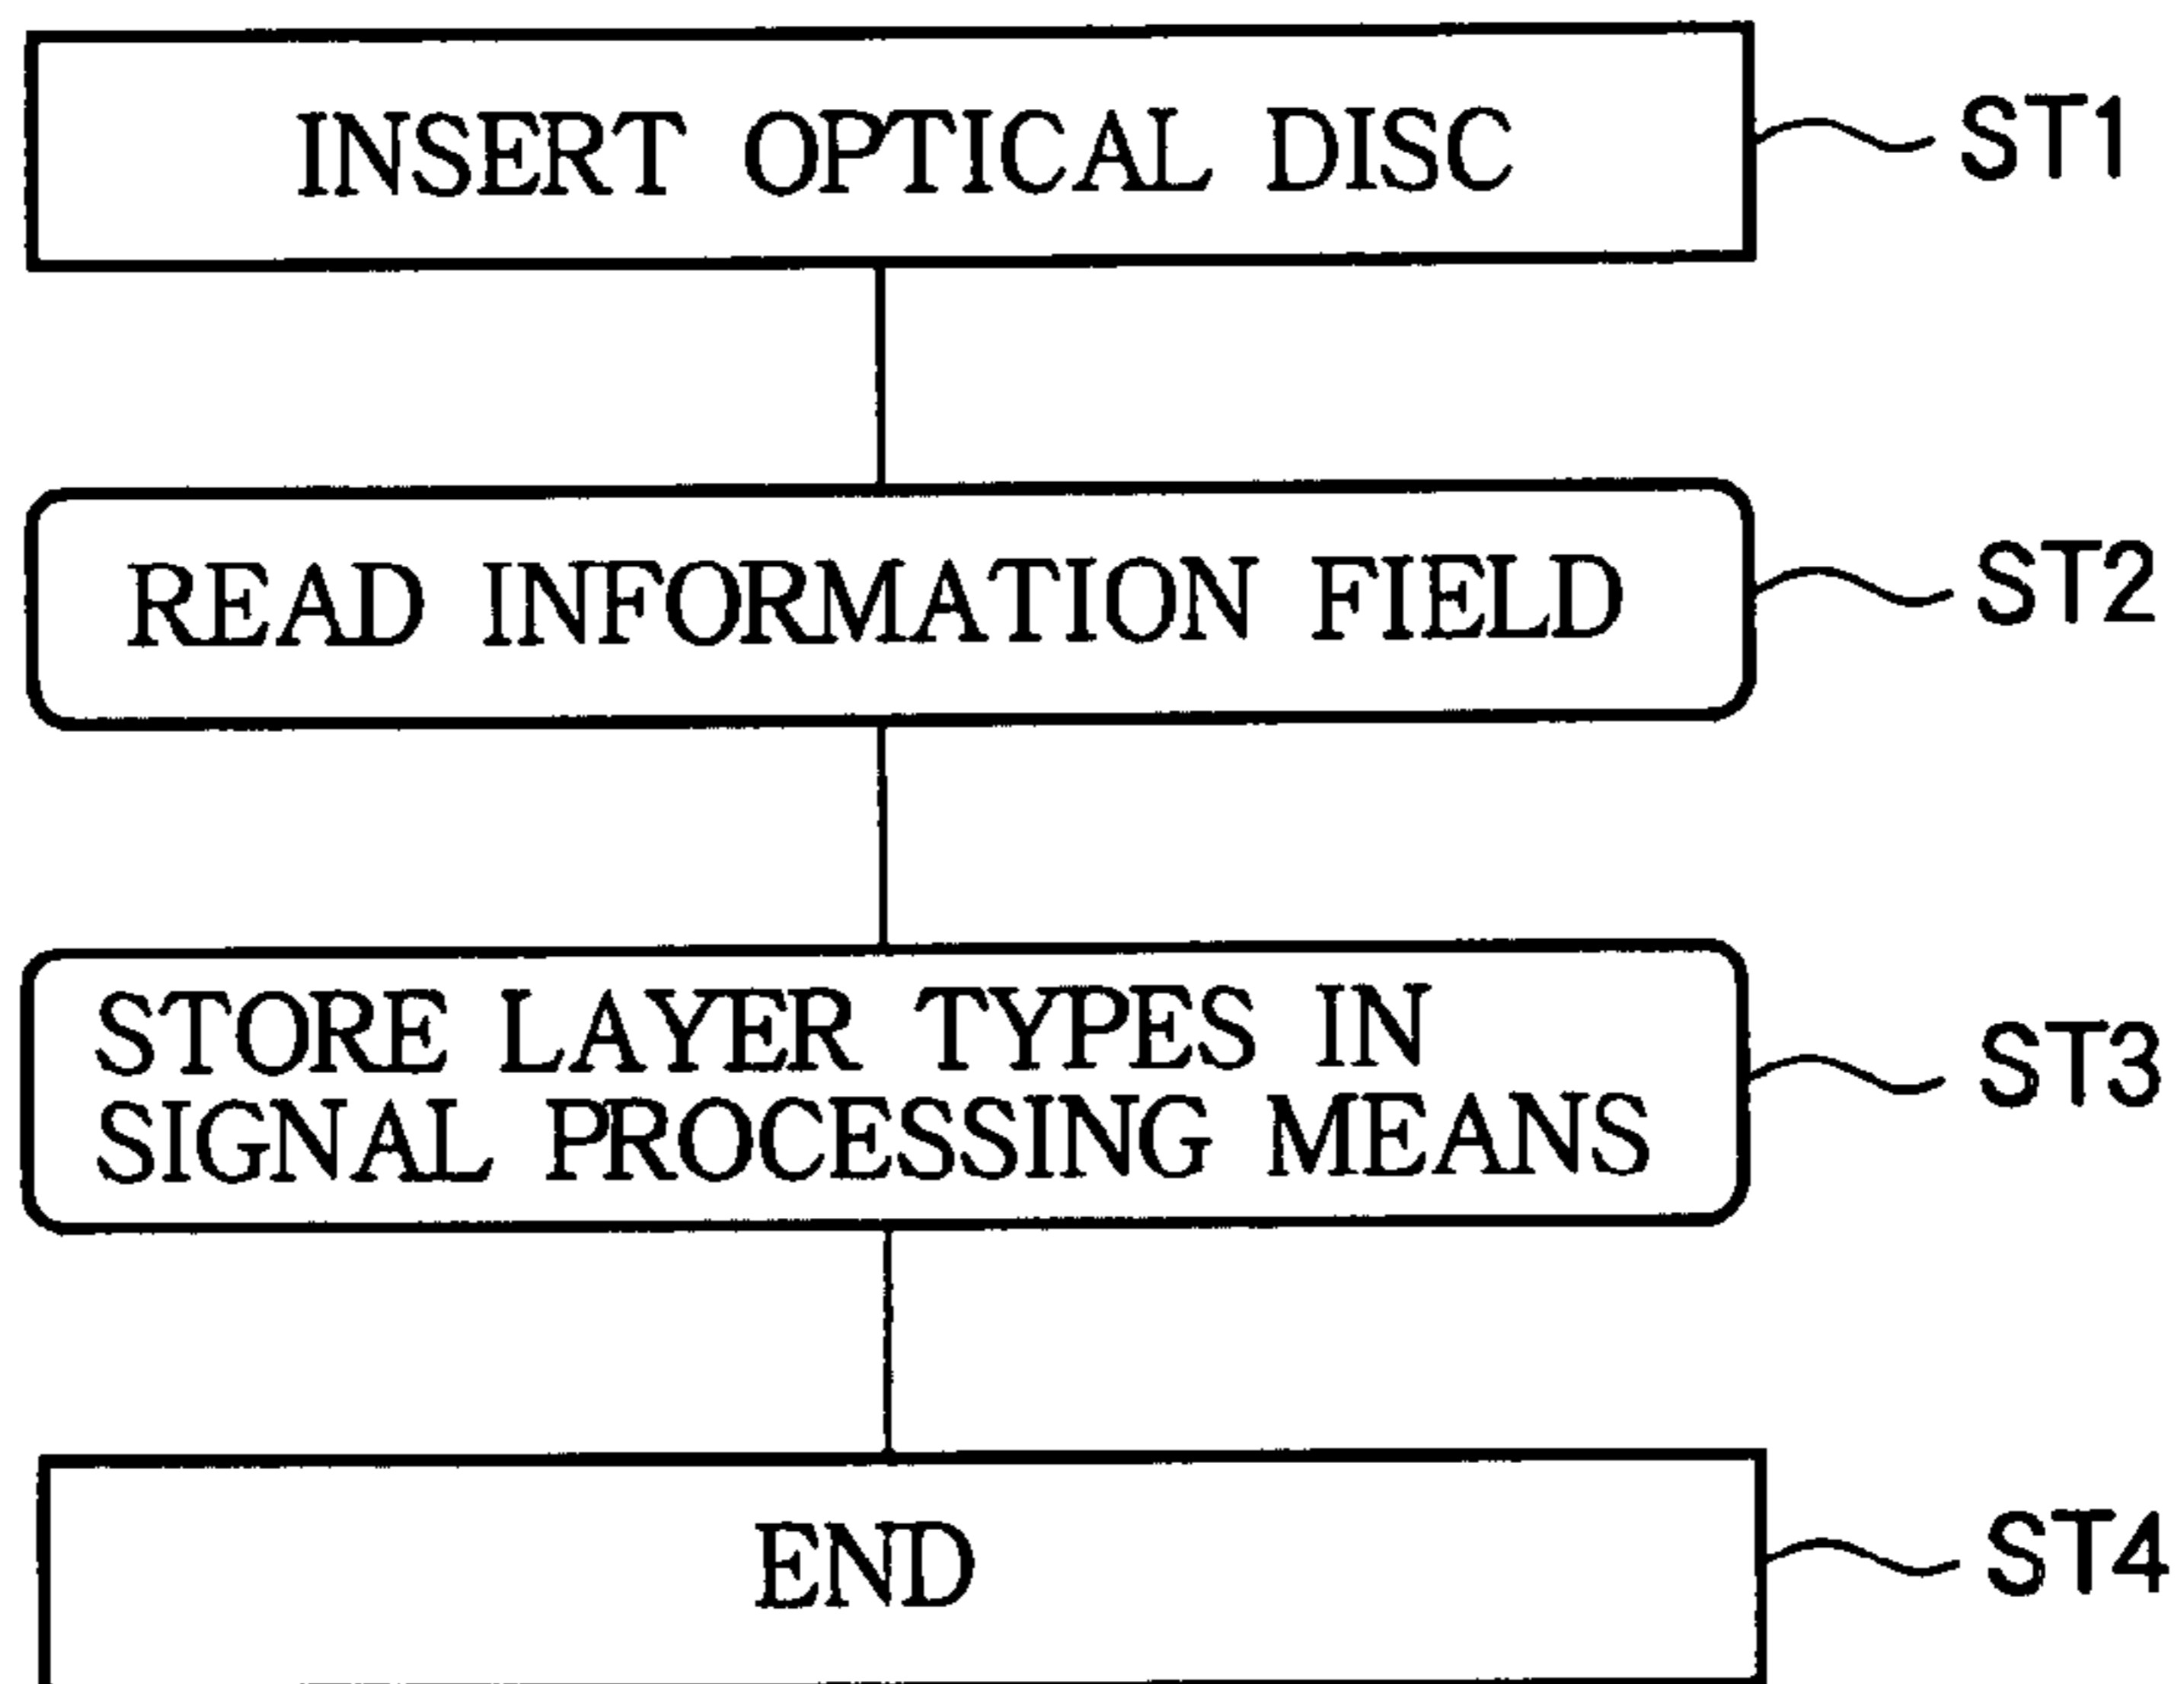 INSERT OPTICAL DISC
ST1
READ INFORMATION FIELD
ST2
STORE LAYER TYPES IN
SIGNAL PROCESSING MEANS
ST3
END
ST4